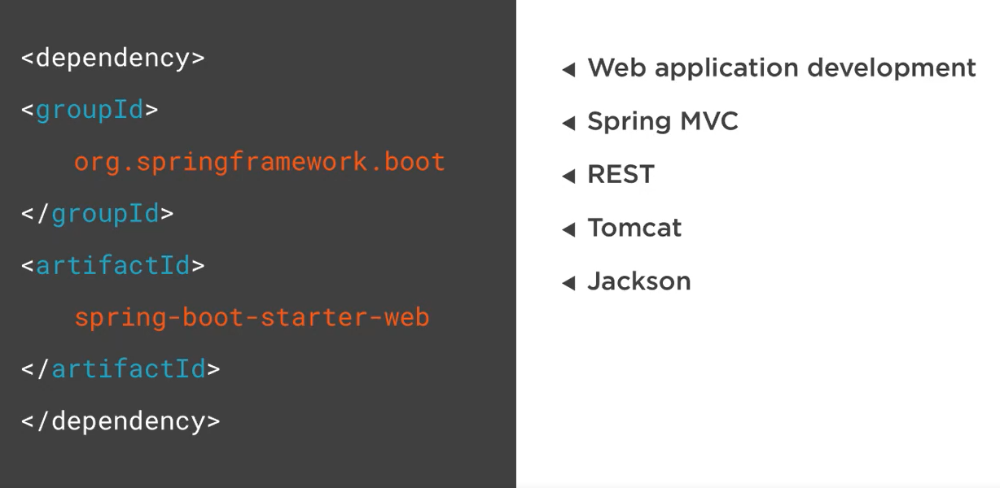 <dependency>
<groupId>
org.springframework.boot
</groupId>
<artifactId>
spring-boot-starter-web
</artifactId>
</dependency>
Web application development
Spring MVC
REST
Tomcat
Jackson